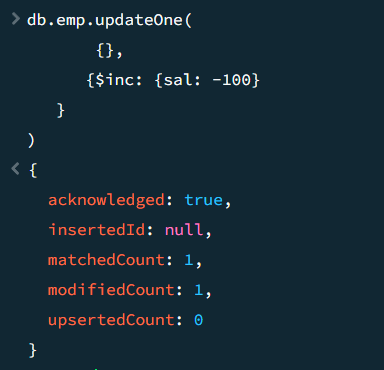 > db.emp.updateOne(
{},
{$inc: {sal: -100}
}
)
< {
acknowledged: true,
insertedId: null,
matchedCount: 1,
modifiedCount: 1,
upsertedCount: 0
}